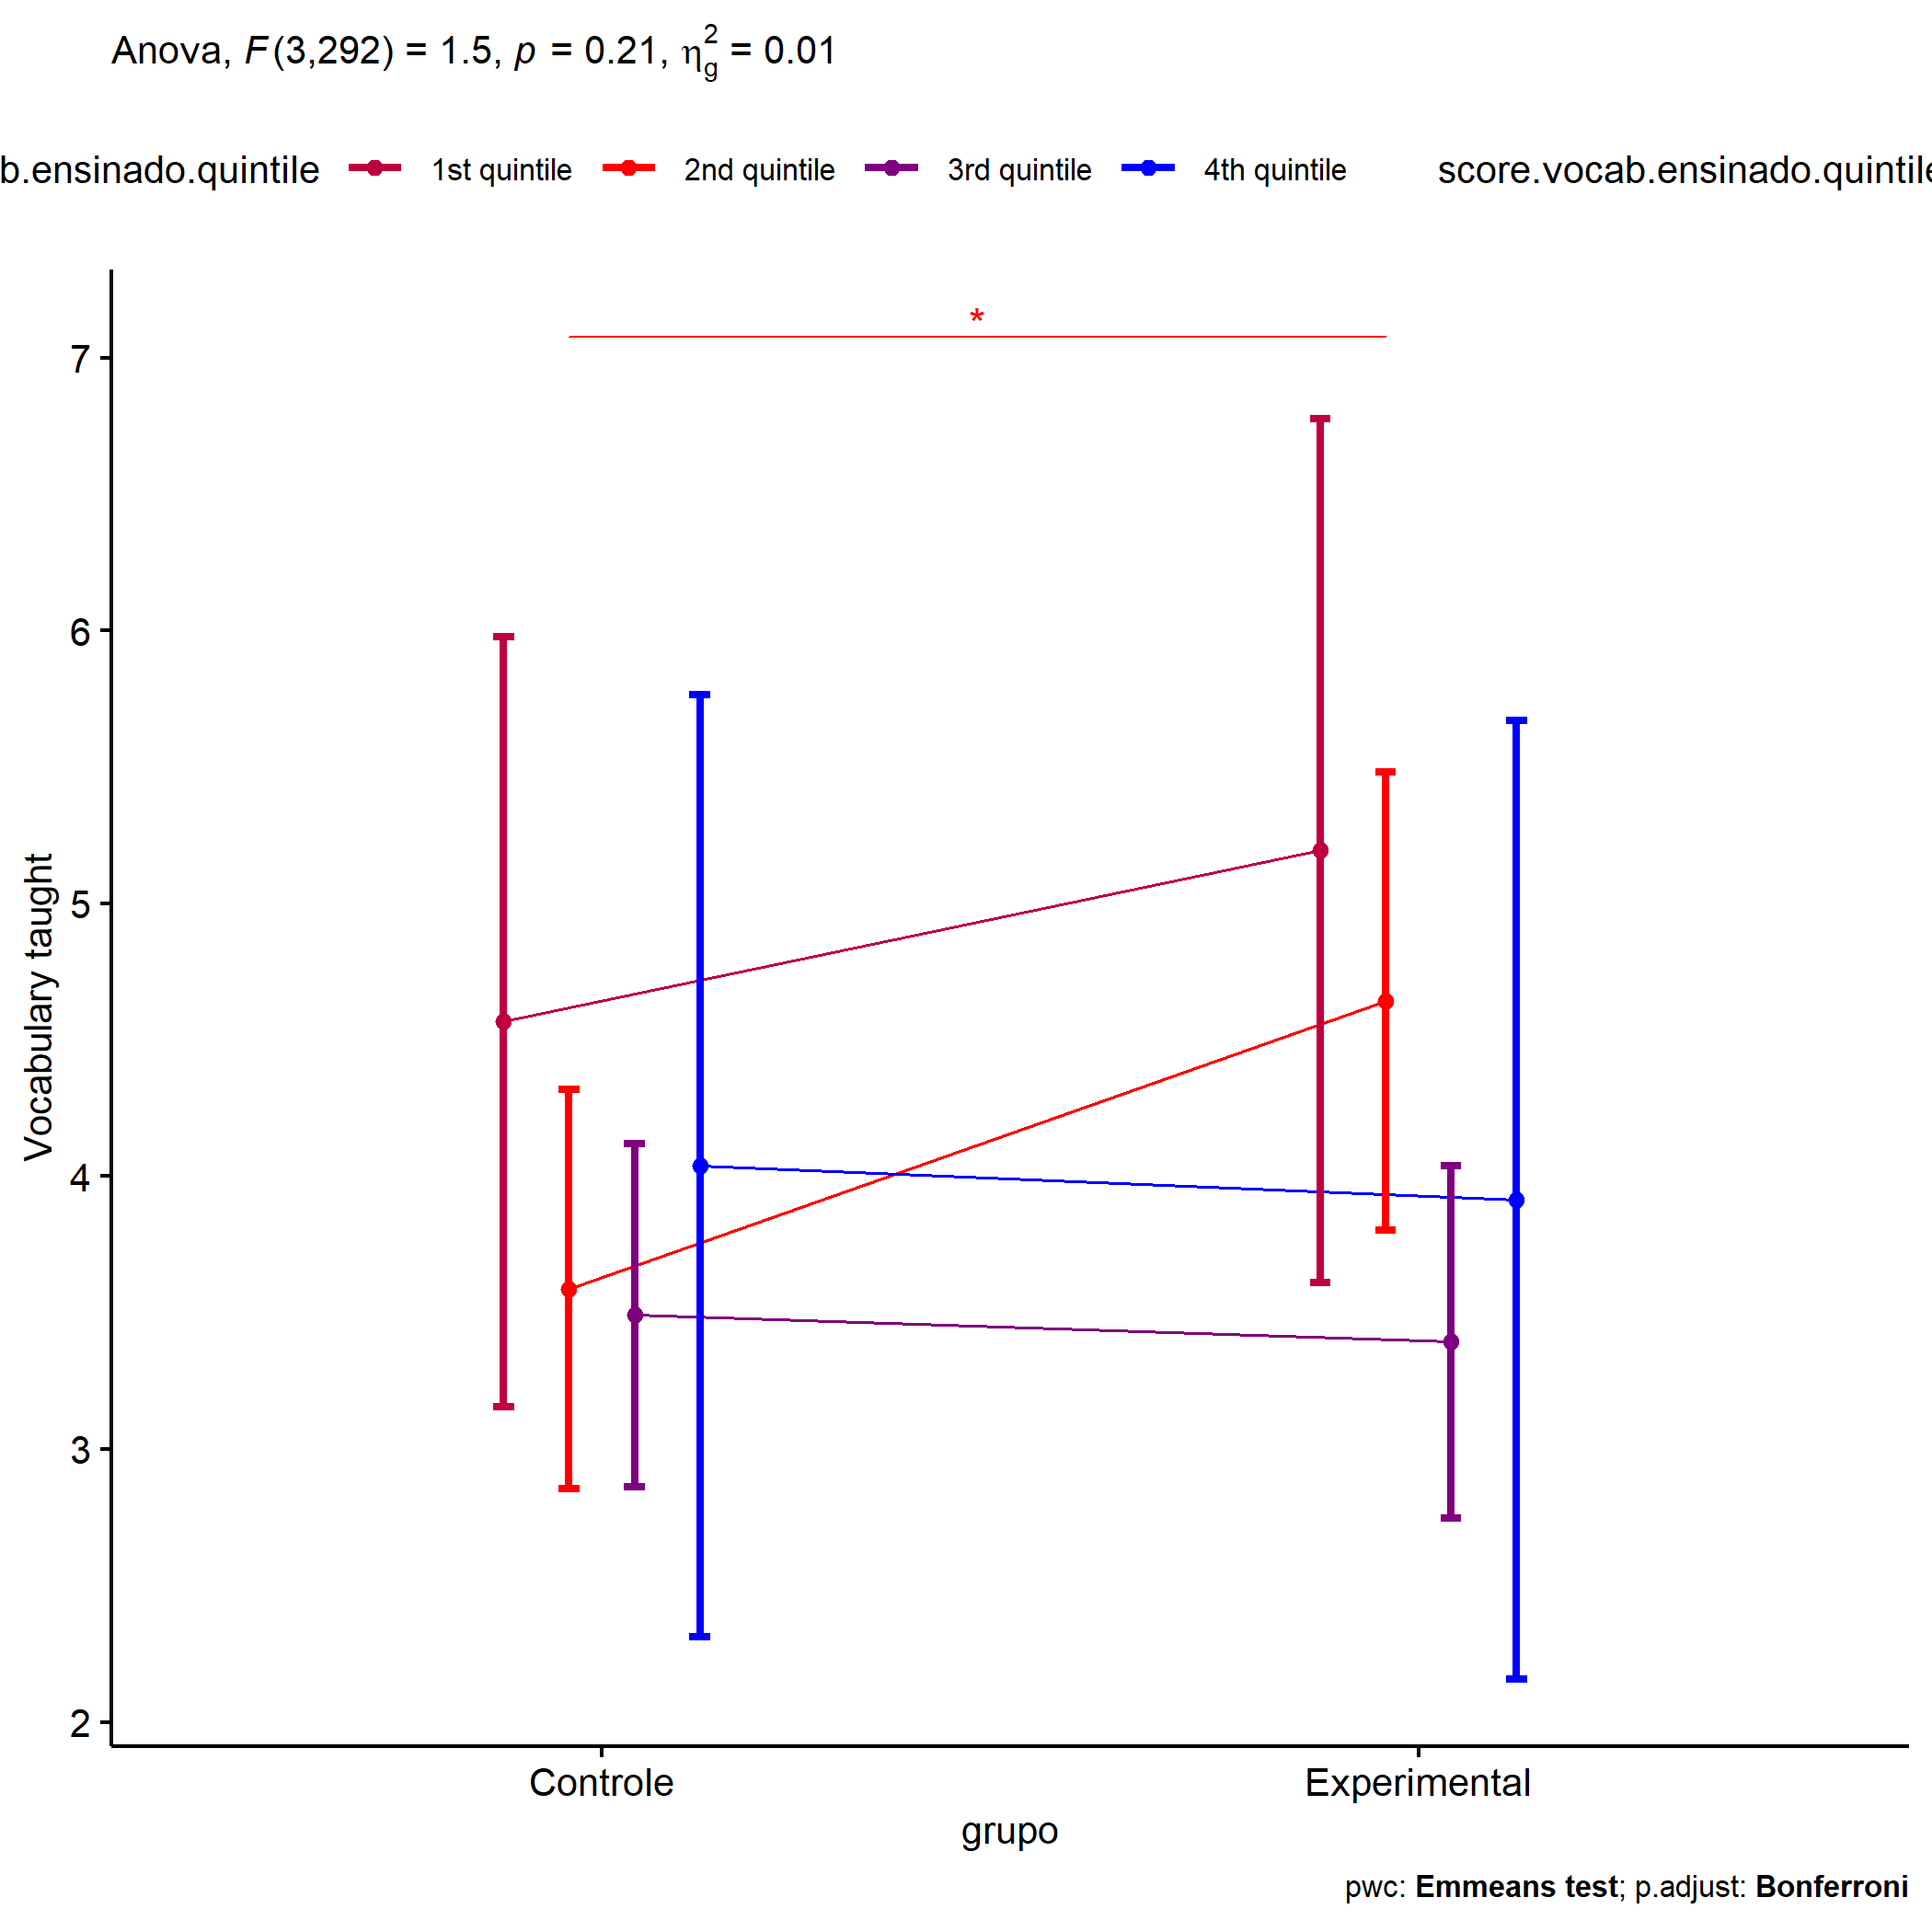 Anova, F(3,292) = 1.5, p = 0.21, η²g = 0.01
b.ensinado.quintile 1st quintile 2nd quintile 3rd quintile 4th quintile score.vocab.ensinado.quintile
*
7
6
5
4
3
2
Vocabulary taught
Controle Experimental
grupo
pwc: Emmeans test; p.adjust: Bonferroni